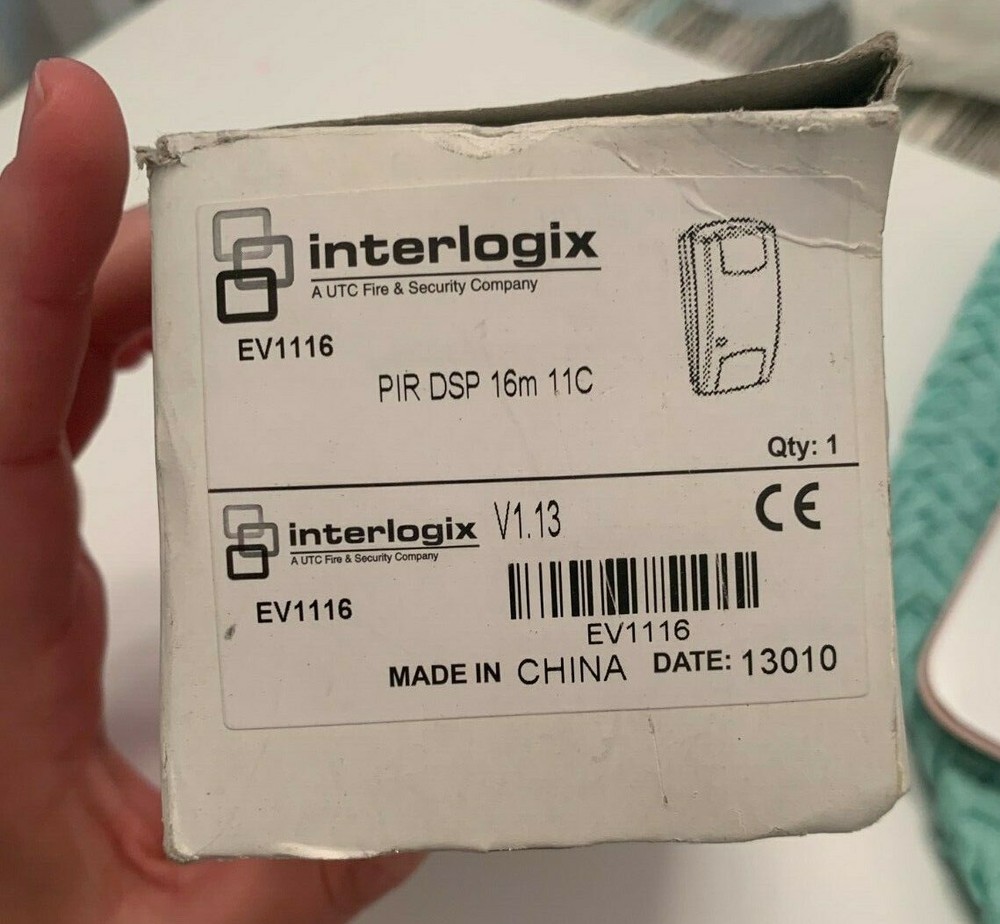 interlogix
A UTC Fire & Security Company
EV1116
PIR DSP 16m 11C
Qty: 1
interlogix V1.13 CE
A UTC Fire & Security Company
EV1116
EV1116
MADE IN CHINA DATE: 13010